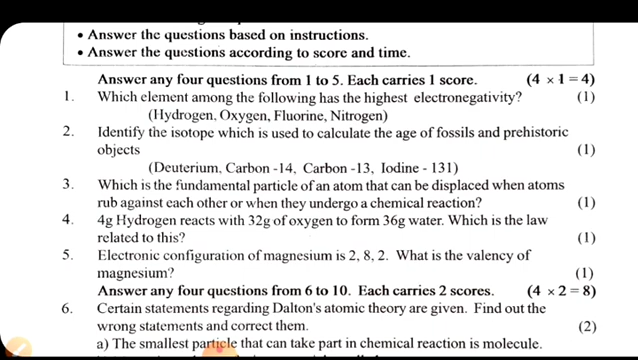 • Answer the questions based on instructions.
• Answer the questions according to score and time.
Answer any four questions from 1 to 5. Each carries 1 score. (4 × 1 = 4)
1. Which element among the following has the highest electronegativity? (1)
(Hydrogen, Oxygen, Fluorine, Nitrogen)
2. Identify the isotope which is used to calculate the age of fossils and prehistoric
objects (1)
(Deuterium, Carbon -14, Carbon -13, Iodine - 131)
3. Which is the fundamental particle of an atom that can be displaced when atoms
rub against each other or when they undergo a chemical reaction? (1)
4. 4g Hydrogen reacts with 32g of oxygen to form 36g water. Which is the law
related to this? (1)
5. Electronic configuration of magnesium is 2, 8, 2. What is the valency of
magnesium? (1)
Answer any four questions from 6 to 10. Each carries 2 scores. (4 × 2 = 8)
6. Certain statements regarding Dalton's atomic theory are given. Find out the
wrong statements and correct them. (2)
a) The smallest particle that can take part in chemical reaction is molecule.